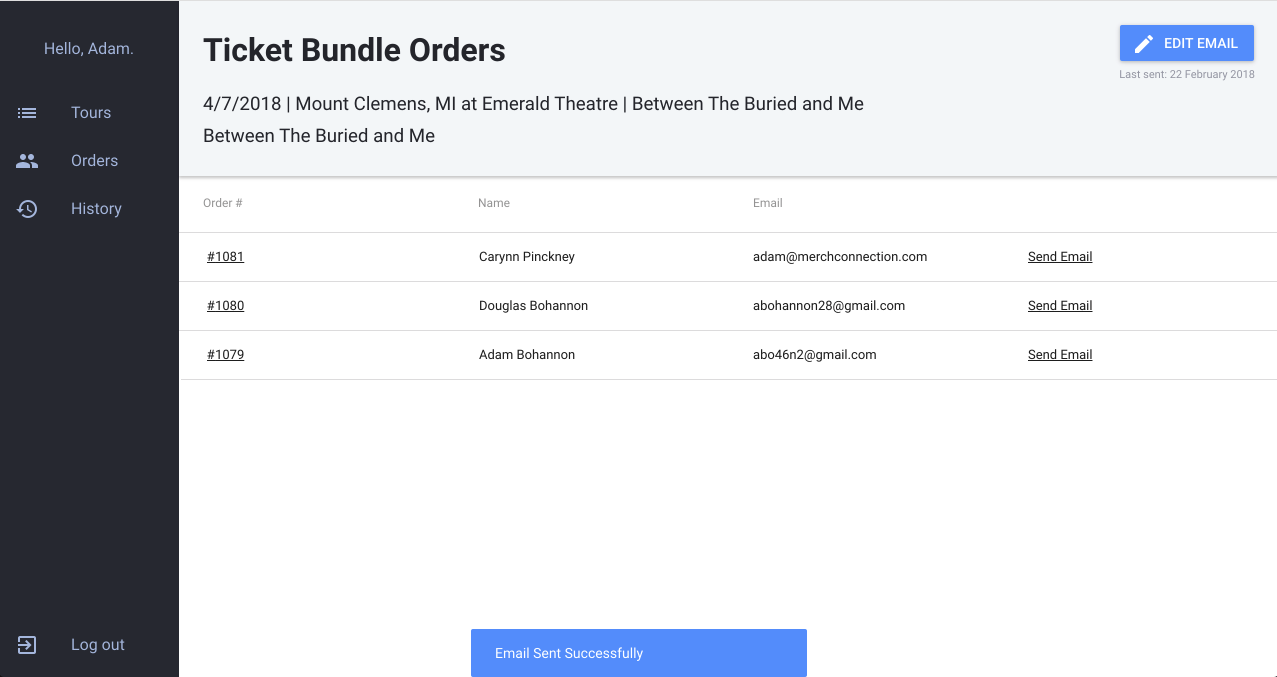 Hello, Adam.
Tours
Orders
History
Log out
Ticket Bundle Orders
EDIT EMAIL
Last sent: 22 February 2018
4/7/2018 | Mount Clemens, MI at Emerald Theatre | Between The Buried and Me
Between The Buried and Me
Order # Name Email
#1081 Carynn Pinckney adam@merchconnection.com Send Email
#1080 Douglas Bohannon abohannon28@gmail.com Send Email
#1079 Adam Bohannon abo46n2@gmail.com Send Email
Email Sent Successfully